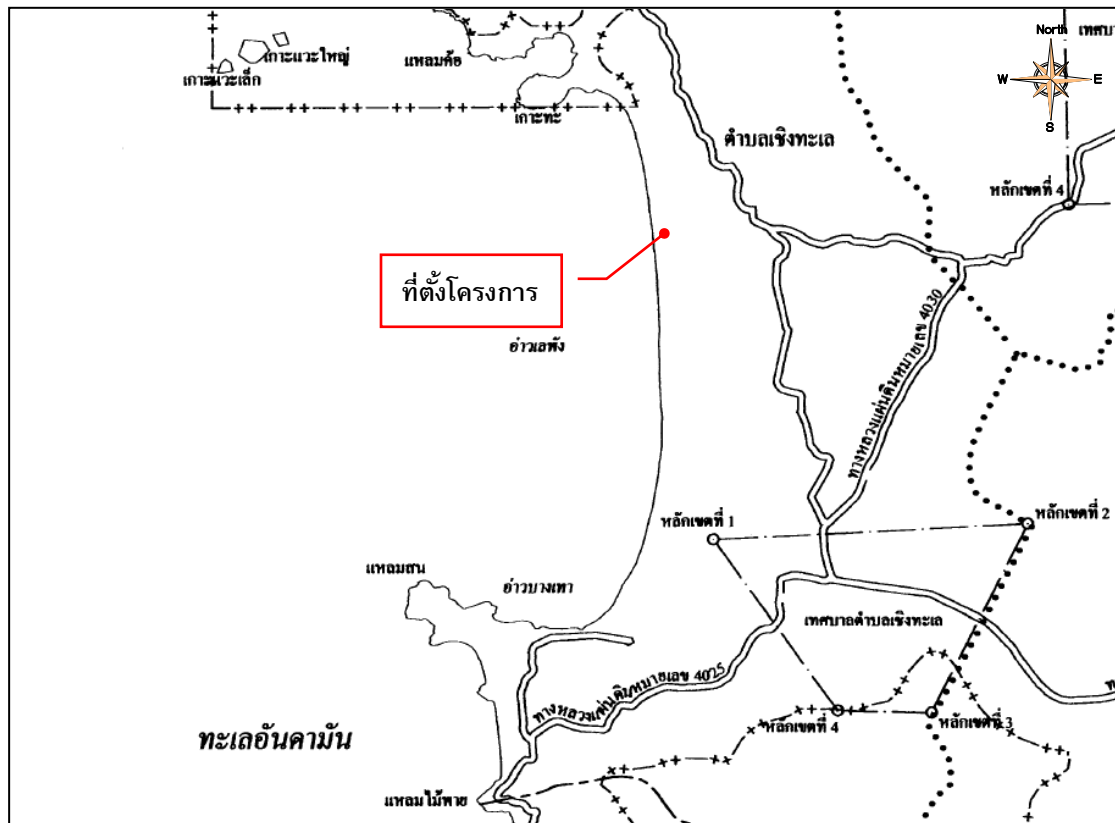 North
W
E
S
เทศบา
เกาะแวะใหญ่
เกาะแวะเล็ก
แหลมค้อ
เกาะทะ
ตำบลเชิงทะเล
หลักเขตที่ 4
ที่ตั้งโครงการ
อ่าวเลพัง
ทางหลวงแผ่นดินหมายเลข 4030
หลักเขตที่ 1
หลักเขตที่ 2
แหลมสน
อ่าวบางเทา
เทศบาลตำบลเชิงทะเล
ทางหลวงแผ่นดินหมายเลข 4025
หลักเขตที่ 4
หลักเขตที่ 3
ทะเลอันดามัน
แหลมไม้พาย